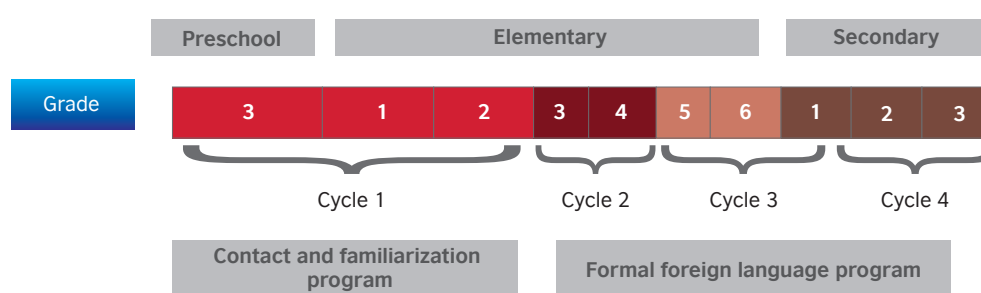 Preschool Elementary Secondary
Grade 3 1 2 3 4 5 6 1 2 3
Cycle 1 Cycle 2 Cycle 3 Cycle 4
Contact and familiarization
program
Formal foreign language program